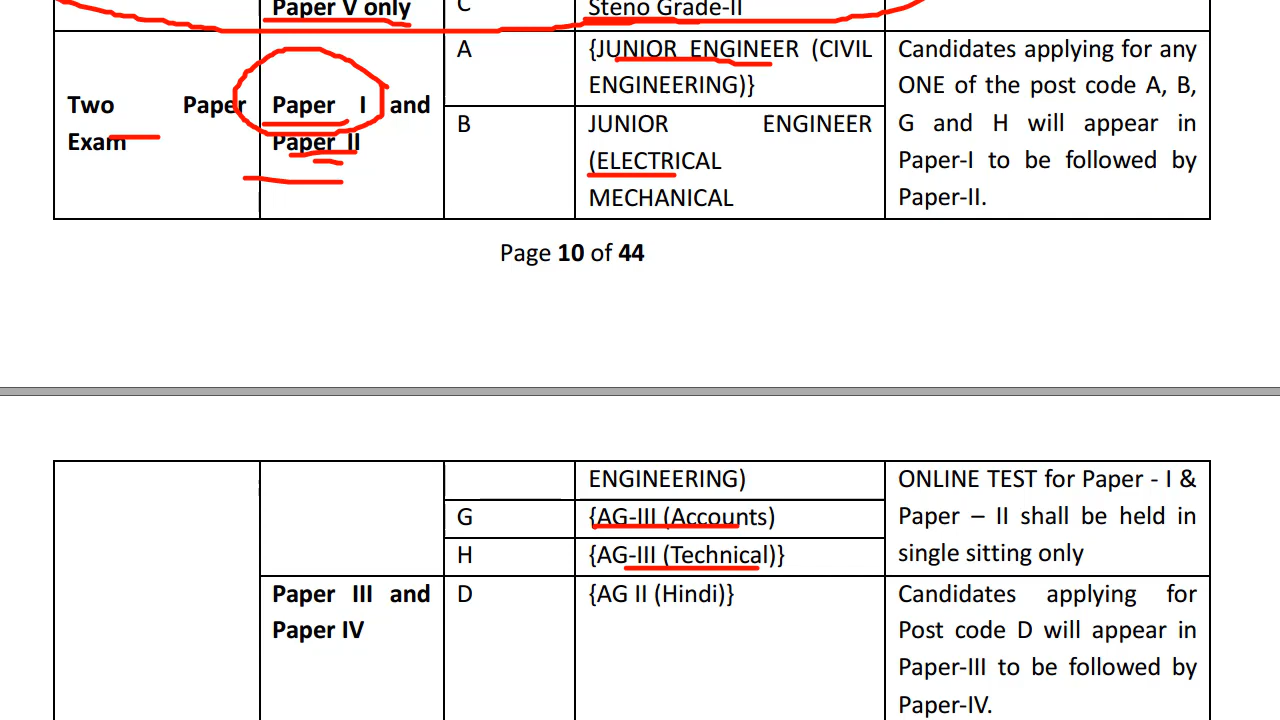 Paper V only C Steno Grade-II
A {JUNIOR ENGINEER (CIVIL Candidates applying for any
ENGINEERING)} ONE of the post code A, B,
Two Paper Paper I and G and H will appear in
B JUNIOR ENGINEER
Exam Paper II
(ELECTRICAL Paper-I to be followed by
MECHANICAL Paper-II.
Page 10 of 44
ENGINEERING) ONLINE TEST for Paper - I &
G {AG-III (Accounts) Paper – II shall be held in
H {AG-III (Technical)} single sitting only
Paper III and D {AG II (Hindi)} Candidates applying for
Paper IV Post code D will appear in
Paper-III to be followed by
Paper-IV.